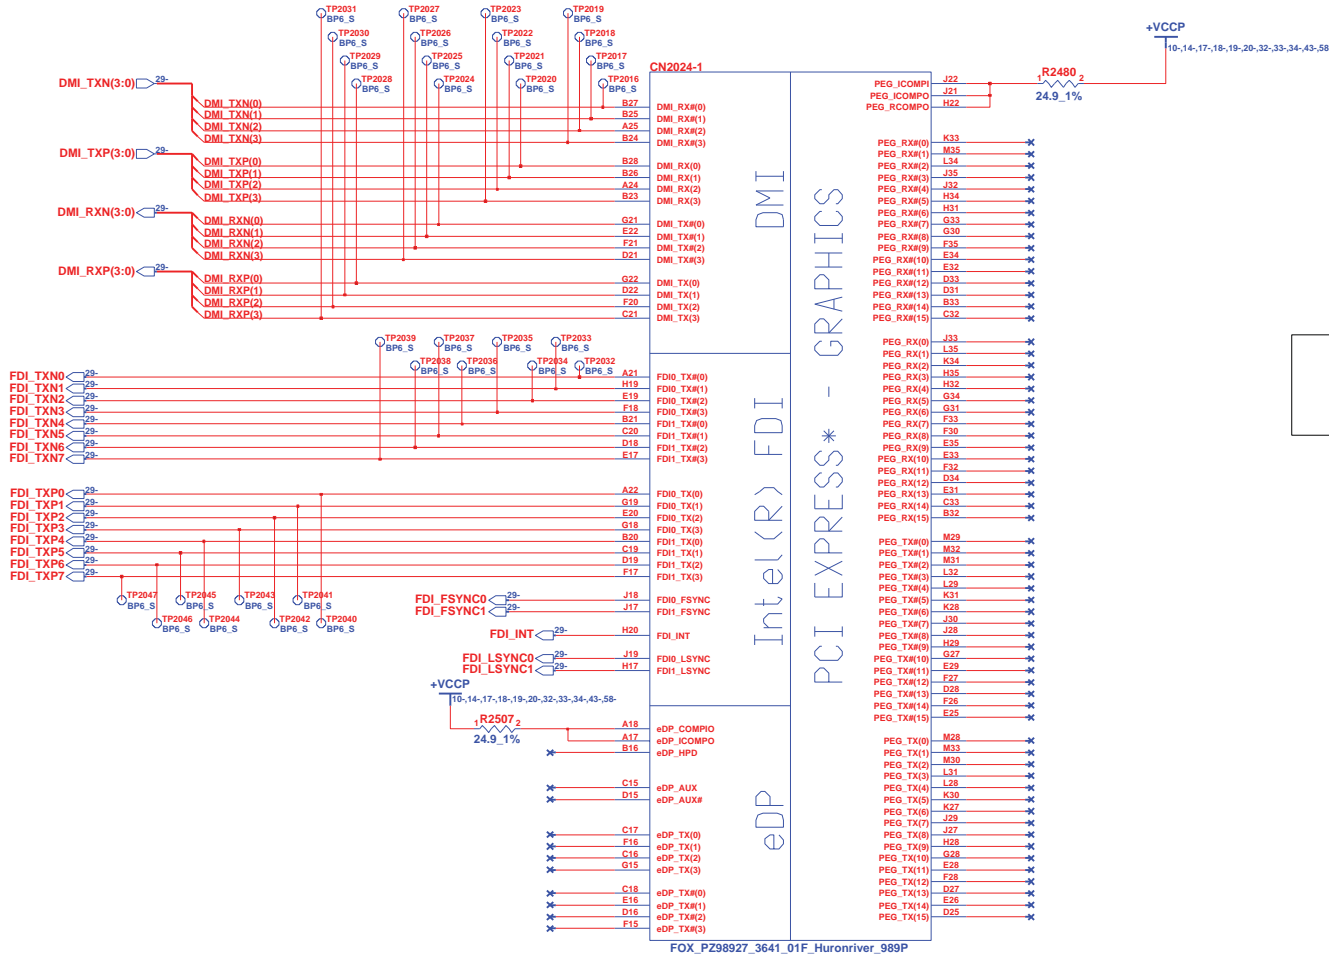 TP2031 BP6_S
TP2027 BP6_S
TP2023 BP6_S
TP2019 BP6_S
TP2030 BP6_S
TP2026 BP6_S
TP2022 BP6_S
TP2018 BP6_S
TP2029 BP6_S
TP2025 BP6_S
TP2021 BP6_S
TP2017 BP6_S
TP2028 BP6_S
TP2024 BP6_S
TP2020 BP6_S
TP2016 BP6_S
+VCCP
10-,14-,17-,18-,19-,20-,32-,33-,34-,43-,58
CN2024-1
1 R2480 2
24.9_1%
DMI_TXN(3:0) 29-
DMI_TXN(0) B27 DMI_RX#(0)
DMI_TXN(1) B25 DMI_RX#(1)
DMI_TXN(2) A25 DMI_RX#(2)
DMI_TXN(3) B24 DMI_RX#(3)
DMI_TXP(3:0) 29-
DMI_TXP(0) B28 DMI_RX(0)
DMI_TXP(1) B26 DMI_RX(1)
DMI_TXP(2) A24 DMI_RX(2)
DMI_TXP(3) B23 DMI_RX(3)
DMI_RXN(3:0) 29-
DMI_RXN(0) G21 DMI_TX#(0)
DMI_RXN(1) E22 DMI_TX#(1)
DMI_RXN(2) F21 DMI_TX#(2)
DMI_RXN(3) D21 DMI_TX#(3)
DMI_RXP(3:0) 29-
DMI_RXP(0) G22 DMI_TX(0)
DMI_RXP(1) D22 DMI_TX(1)
DMI_RXP(2) F20 DMI_TX(2)
DMI_RXP(3) C21 DMI_TX(3)
DMI
TP2039 BP6_S
TP2037 BP6_S
TP2035 BP6_S
TP2033 BP6_S
TP2038 BP6_S
TP2036 BP6_S
TP2034 BP6_S
TP2032 BP6_S
FDI_TXN0 29- A21 FDI0_TX#(0)
FDI_TXN1 29- H19 FDI0_TX#(1)
FDI_TXN2 29- E19 FDI0_TX#(2)
FDI_TXN3 29- F18 FDI0_TX#(3)
FDI_TXN4 29- B21 FDI1_TX#(0)
FDI_TXN5 29- C20 FDI1_TX#(1)
FDI_TXN6 29- D18 FDI1_TX#(2)
FDI_TXN7 29- E17 FDI1_TX#(3)
FDI_TXP0 29- A22 FDI0_TX(0)
FDI_TXP1 29- G19 FDI0_TX(1)
FDI_TXP2 29- E20 FDI0_TX(2)
FDI_TXP3 29- G18 FDI0_TX(3)
FDI_TXP4 29- B20 FDI1_TX(0)
FDI_TXP5 29- C19 FDI1_TX(1)
FDI_TXP6 29- D19 FDI1_TX(2)
FDI_TXP7 29- F17 FDI1_TX(3)
TP2047 BP6_S
TP2045 BP6_S
TP2043 BP6_S
TP2041 BP6_S
TP2046 BP6_S
TP2044 BP6_S
TP2042 BP6_S
TP2040 BP6_S
FDI_FSYNC0 29- J18 FDI0_FSYNC
FDI_FSYNC1 29- J17 FDI1_FSYNC
FDI_INT 29- H20 FDI_INT
FDI_LSYNC0 29- J19 FDI0_LSYNC
FDI_LSYNC1 29- H17 FDI1_LSYNC
Intel(R) FDI
+VCCP
10-,14-,17-,18-,19-,20-,32-,33-,34-,43-,58-
1 R2507 2
24.9_1%
A18 eDP_COMPIO
A17 eDP_ICOMPO
B16 eDP_HPD
C15 eDP_AUX
D15 eDP_AUX#
C17 eDP_TX(0)
F16 eDP_TX(1)
C16 eDP_TX(2)
G15 eDP_TX(3)
C18 eDP_TX#(0)
E16 eDP_TX#(1)
D16 eDP_TX#(2)
F15 eDP_TX#(3)
eDP
PCI EXPRESS* - GRAPHICS
PEG_ICOMPI J22
PEG_ICOMPO J21
PEG_RCOMPO H22
PEG_RX#(0) K33
PEG_RX#(1) M35
PEG_RX#(2) L34
PEG_RX#(3) J35
PEG_RX#(4) J32
PEG_RX#(5) H34
PEG_RX#(6) H31
PEG_RX#(7) G33
PEG_RX#(8) G30
PEG_RX#(9) F35
PEG_RX#(10) E34
PEG_RX#(11) E32
PEG_RX#(12) D33
PEG_RX#(13) D31
PEG_RX#(14) B33
PEG_RX#(15) C32
PEG_RX(0) J33
PEG_RX(1) L35
PEG_RX(2) K34
PEG_RX(3) H35
PEG_RX(4) H32
PEG_RX(5) G34
PEG_RX(6) G31
PEG_RX(7) F33
PEG_RX(8) F30
PEG_RX(9) E35
PEG_RX(10) E33
PEG_RX(11) F32
PEG_RX(12) D34
PEG_RX(13) E31
PEG_RX(14) C33
PEG_RX(15) B32
PEG_TX#(0) M29
PEG_TX#(1) M32
PEG_TX#(2) M31
PEG_TX#(3) L32
PEG_TX#(4) L29
PEG_TX#(5) K31
PEG_TX#(6) K28
PEG_TX#(7) J30
PEG_TX#(8) J28
PEG_TX#(9) H29
PEG_TX#(10) G27
PEG_TX#(11) E29
PEG_TX#(12) F27
PEG_TX#(13) D28
PEG_TX#(14) F26
PEG_TX#(15) E25
PEG_TX(0) M28
PEG_TX(1) M33
PEG_TX(2) M30
PEG_TX(3) L31
PEG_TX(4) L28
PEG_TX(5) K30
PEG_TX(6) K27
PEG_TX(7) J29
PEG_TX(8) J27
PEG_TX(9) H28
PEG_TX(10) G28
PEG_TX(11) E28
PEG_TX(12) F28
PEG_TX(13) D27
PEG_TX(14) E26
PEG_TX(15) D25
FOX_PZ98927_3641_01F_Huronriver_989P